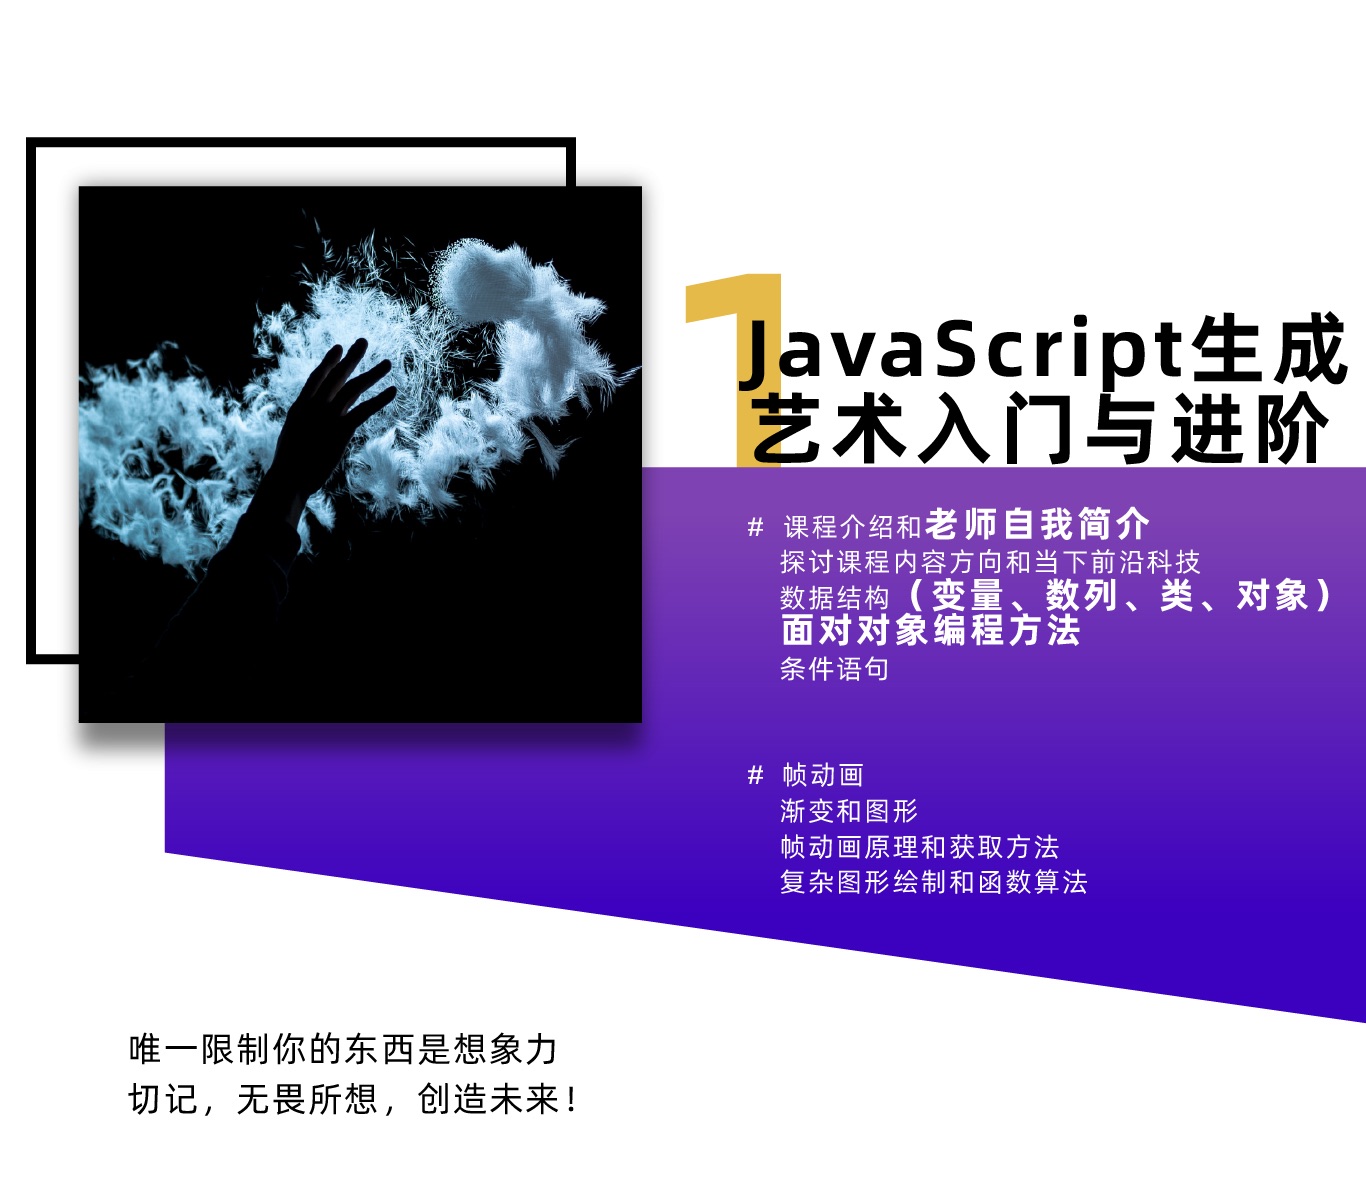 1
JavaScript生成
艺术入门与进阶
# 课程介绍和老师自我简介
探讨课程内容方向和当下前沿科技
数据结构（变量、数列、类、对象）
面对对象编程方法
条件语句
# 帧动画
渐变和图形
帧动画原理和获取方法
复杂图形绘制和函数算法
唯一限制你的东西是想象力
切记，无畏所想，创造未来！